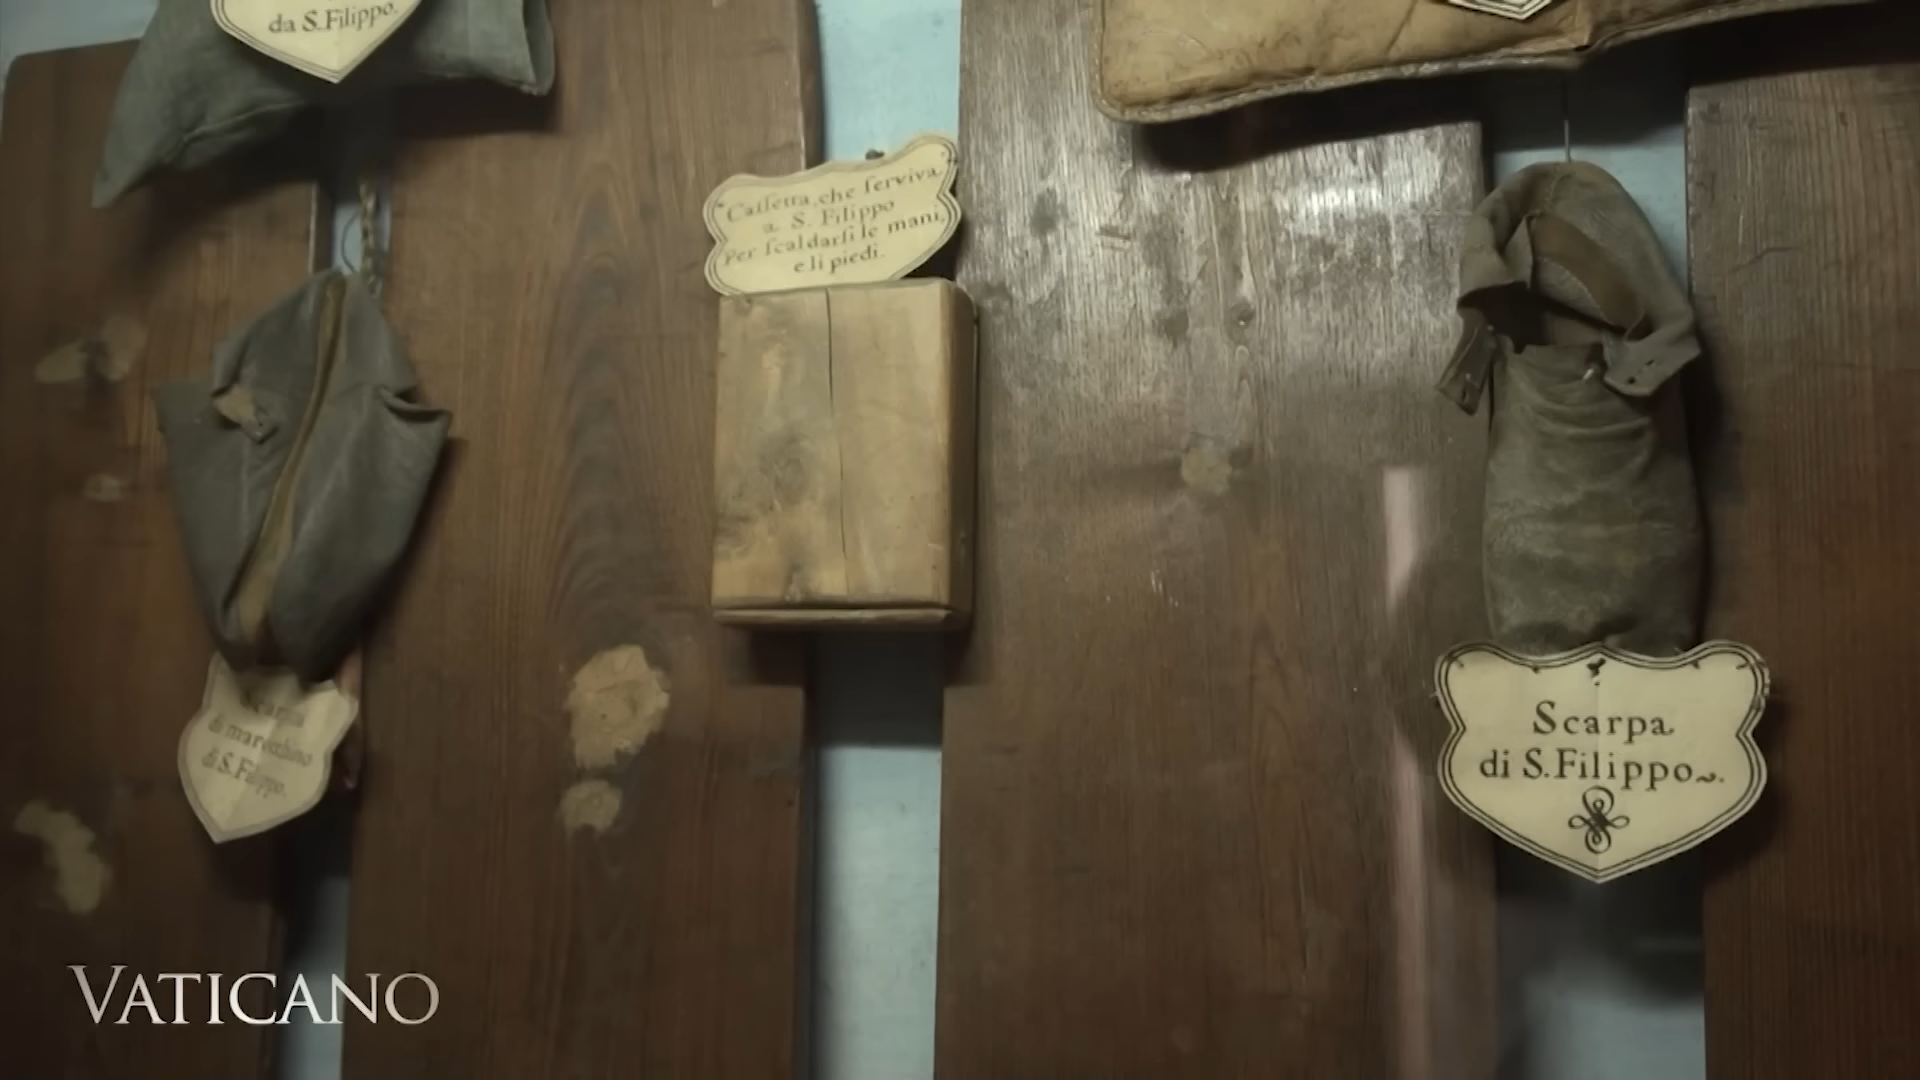 da S. Filippo.
Caſsetta, che ſerviva
a S. Filippo
Per ſcaldarſi le mani,
e li piedi.
Scarpa
di marocchino
di S. Filippo.
Scarpa
di S. Filippo~.
VATICANO